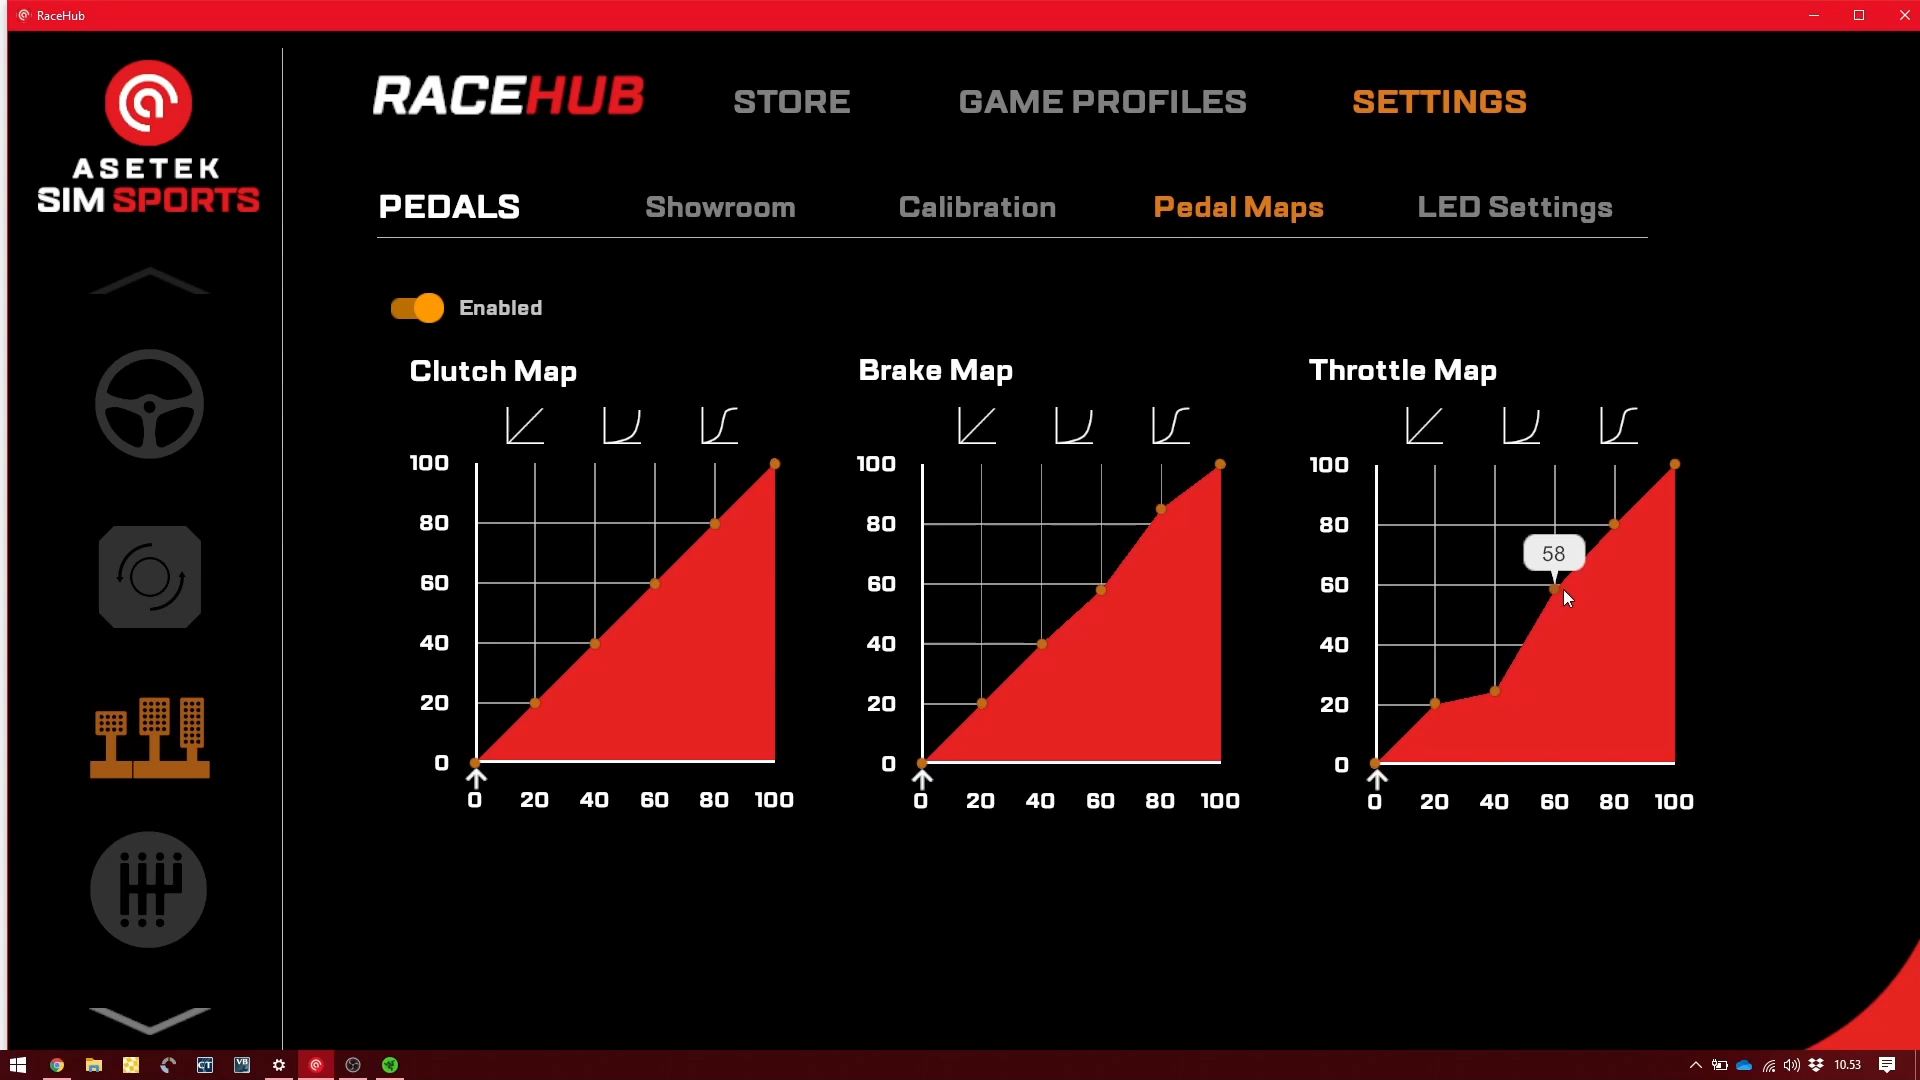 RaceHub
ASETEK
SIM SPORTS
RACEHUB STORE GAME PROFILES SETTINGS
PEDALS Showroom Calibration Pedal Maps LED Settings
Enabled
Clutch Map
100
80
60
40
20
0
0 20 40 60 80 100
Brake Map
100
80
60
40
20
0
0 20 40 60 80 100
Throttle Map
100
80
58
60
40
20
0
0 20 40 60 80 100
CT VB 10.53